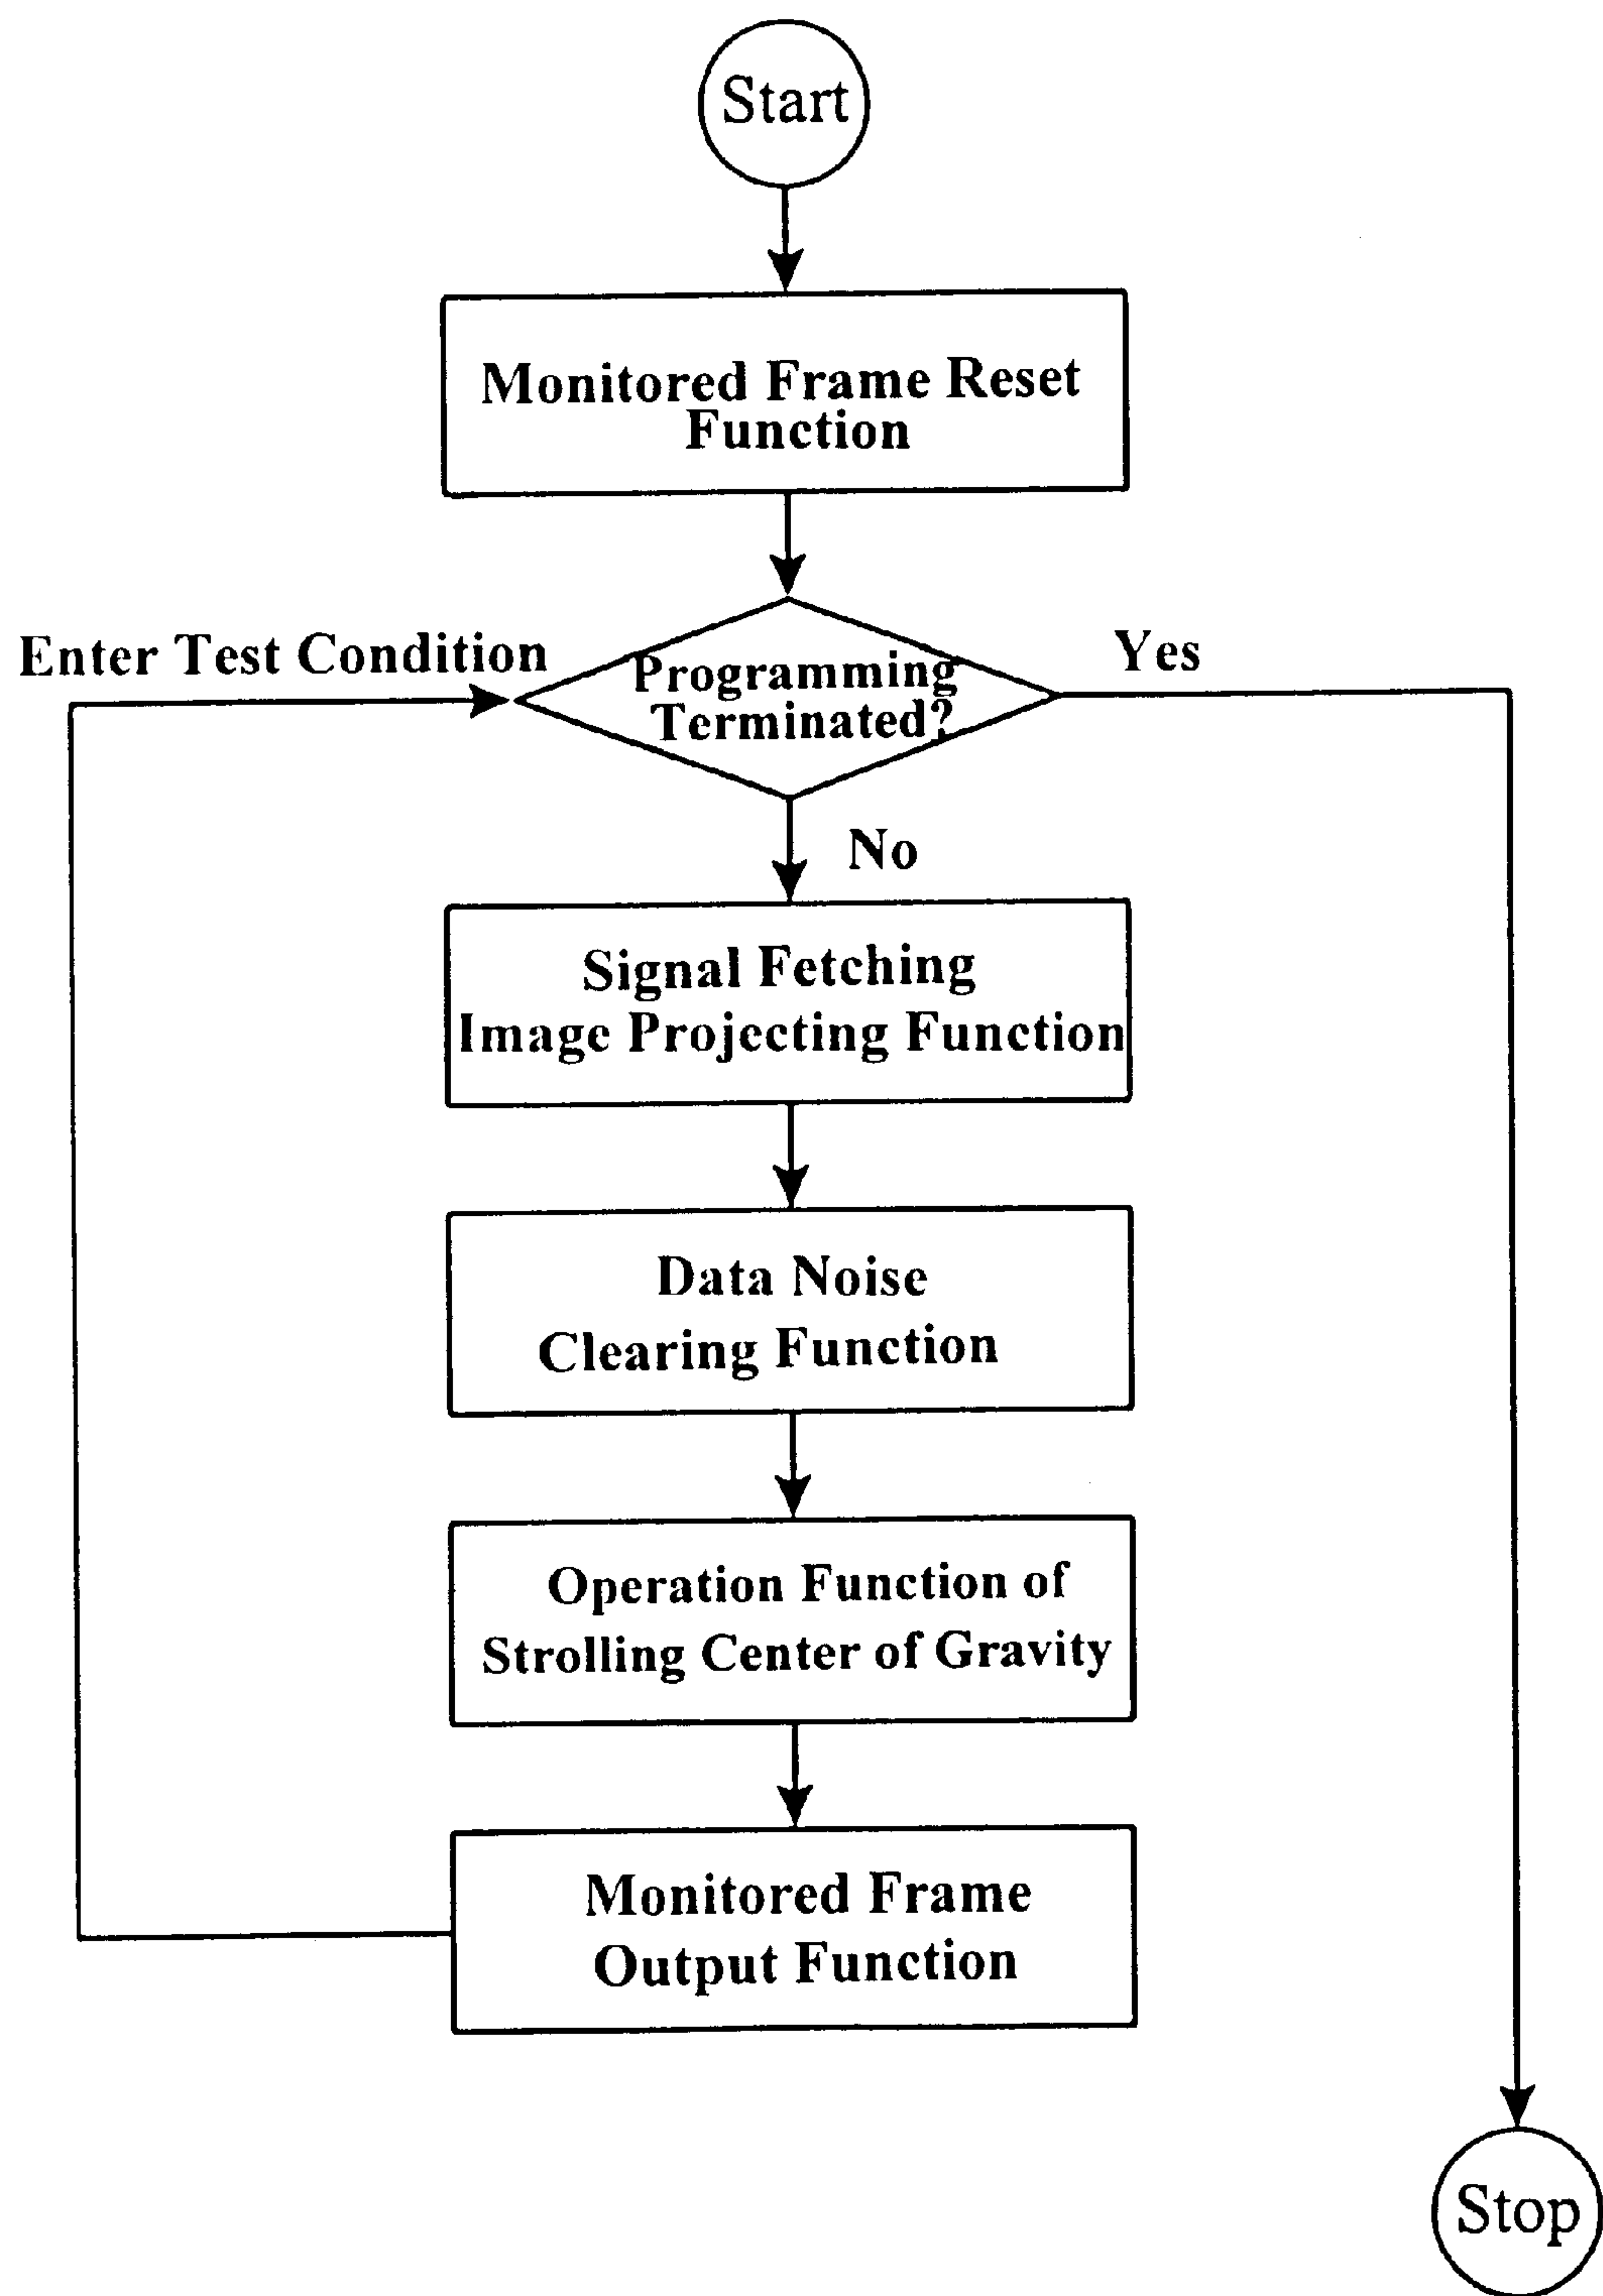 Start
Monitored Frame Reset
Function
Enter Test Condition
Programming
Terminated?
Yes
No
Signal Fetching
Image Projecting Function
Data Noise
Clearing Function
Operation Function of
Strolling Center of Gravity
Monitored Frame
Output Function
Stop